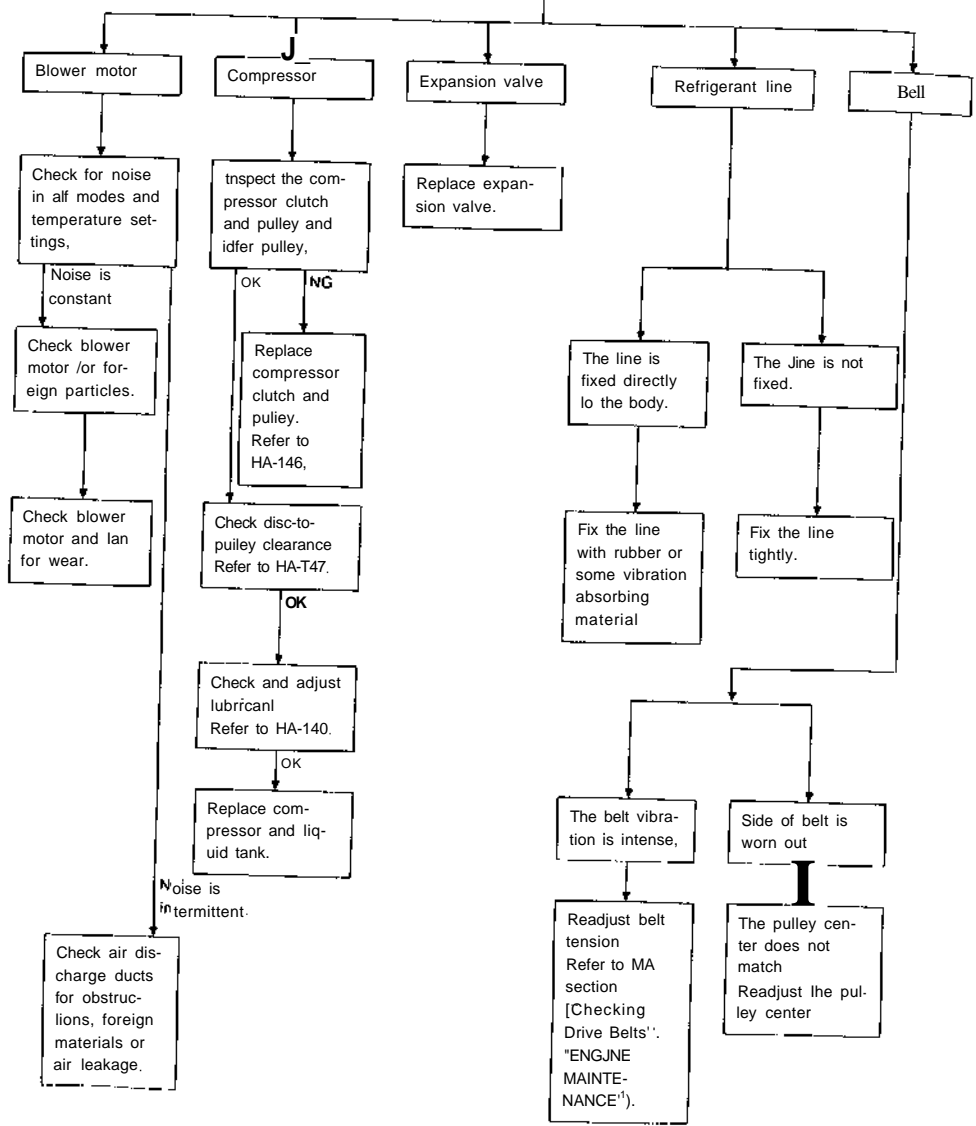 Blower motor
Compressor
Expansion valve
Refrigerant line
Bell
Check for noise
in alf modes and
temperature set-
tings,
Noise is
constant
Check blower
motor /or for-
eign particles.
Check blower
motor and lan
for wear.
Noise is
intermittent.
Check air dis-
charge ducts
for obstruc-
lions, foreign
materials or
air leakage.
tnspect the com-
pressor clutch
and pulley and
idfer pulley,
OK
NG
Replace
compressor
clutch and
puliey.
Refer to
HA-146,
Check disc-to-
puiley clearance
Refer to HA-T47.
OK
Check and adjust
lubrícanl
Refer to HA-140.
OK
Replace com-
pressor and liq-
uid tank.
Replace expan-
sion valve.
The line is
fixed directly
lo the body.
Fix the line
with rubber or
some vibration
absorbing
material
The Jine is not
fixed.
Fix the line
tightly.
The belt vibra-
tion is intense,
Readjust belt
tension
Refer to MA
section
[Checking
Drive Belts''.
"ENGJNE
MAINTE-
NANCE'¹).
Side of belt is
worn out
The pulley cen-
ter does not
match
Readjust Ihe pul-
ley center